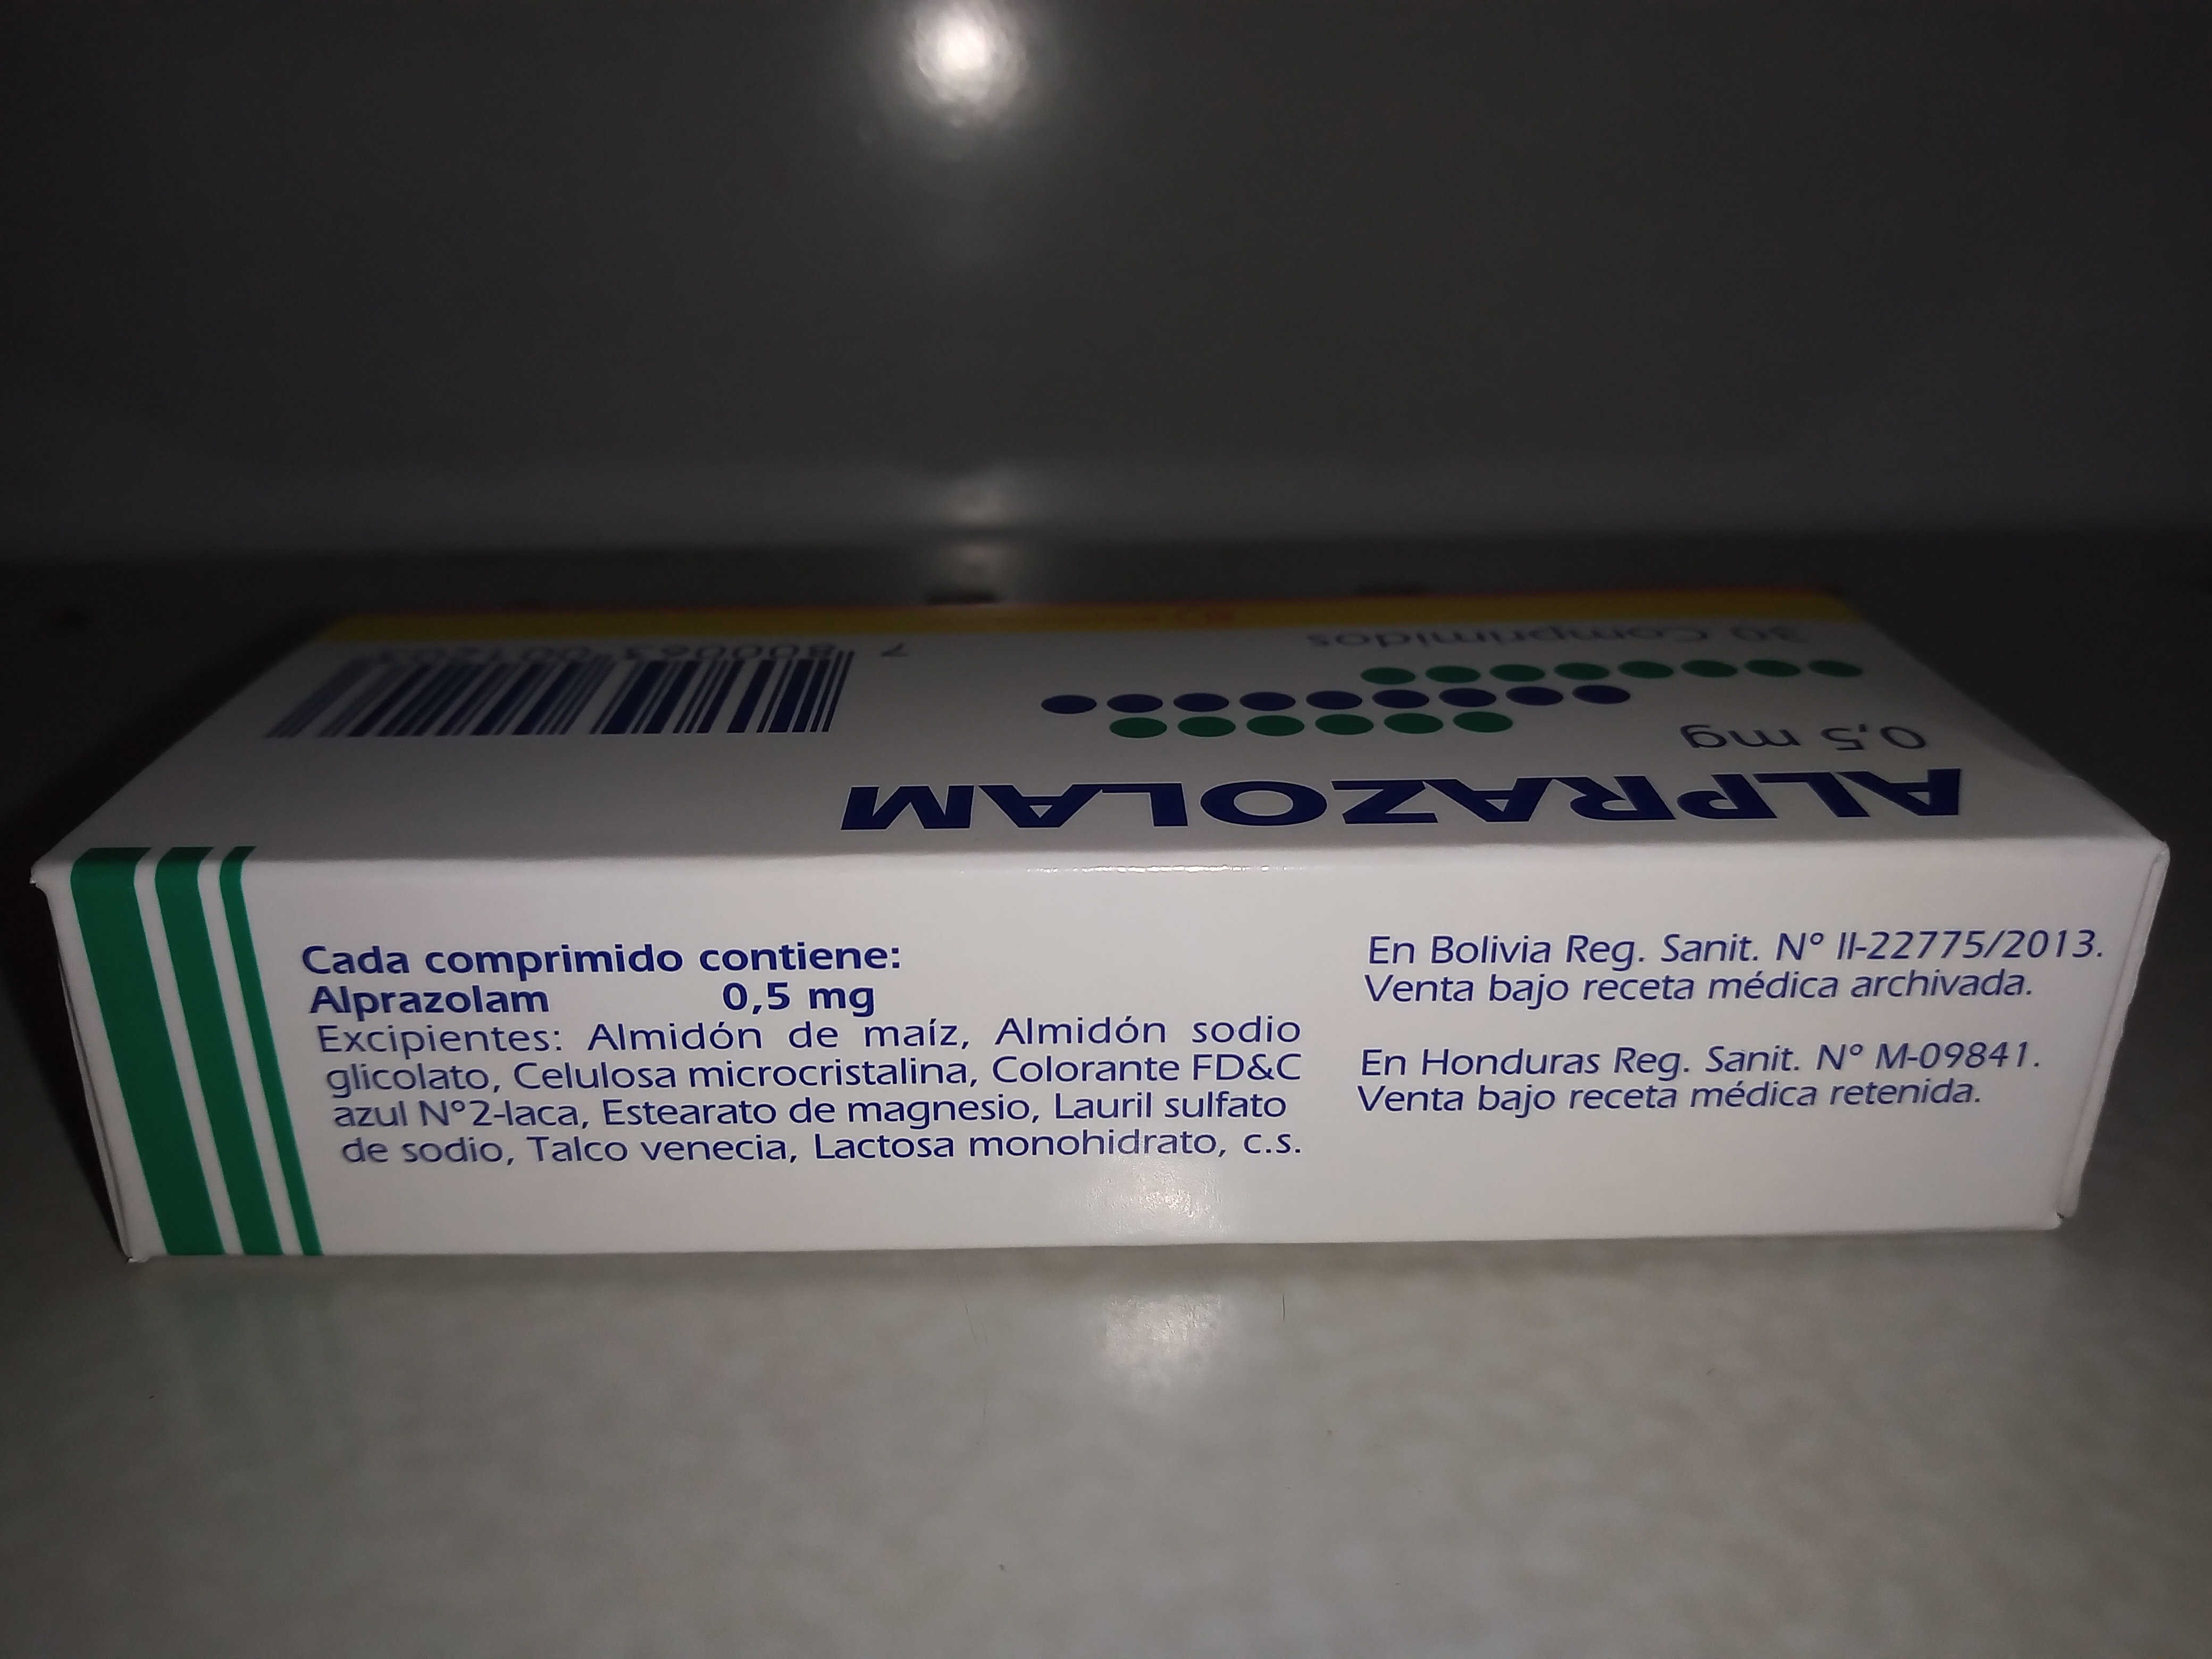 30 Comprimidos
0,5 mg
ALPRAZOLAM
Cada comprimido contiene:
Alprazolam 0,5 mg
Excipientes: Almidón de maíz, Almidón sodio
glicolato, Celulosa microcristalina, Colorante FD&C
azul N°2-laca, Estearato de magnesio, Lauril sulfato
de sodio, Talco venecia, Lactosa monohidrato, c.s.
En Bolivia Reg. Sanit. N° II-22775/2013.
Venta bajo receta médica archivada.
En Honduras Reg. Sanit. N° M-09841.
Venta bajo receta médica retenida.